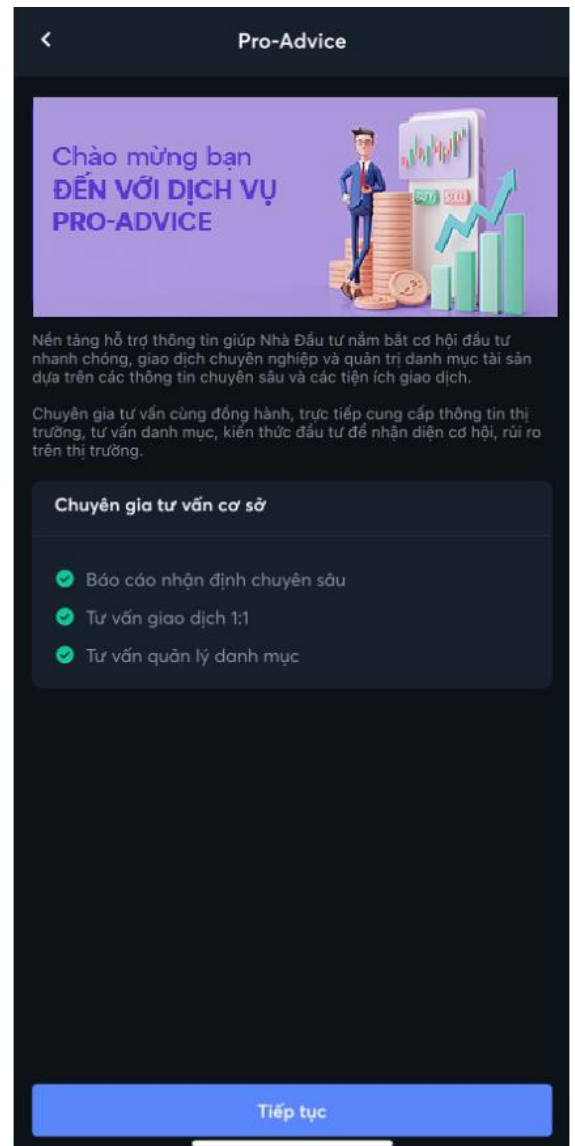 Pro-Advice
Chào mừng bạn
ĐẾN VỚI DỊCH VỤ
PRO-ADVICE
BUY SELL
Nền tảng hỗ trợ thông tin giúp Nhà Đầu tư nắm bắt cơ hội đầu tư
nhanh chóng, giao dịch chuyên nghiệp và quản trị danh mục tài sản
dựa trên các thông tin chuyên sâu và các tiện ích giao dịch.
Chuyên gia tư vấn cùng đồng hành, trực tiếp cung cấp thông tin thị
trường, tư vấn danh mục, kiến thức đầu tư để nhận diện cơ hội, rủi ro
trên thị trường.
Chuyên gia tư vấn cơ sở
Báo cáo nhận định chuyên sâu
Tư vấn giao dịch 1:1
Tư vấn quản lý danh mục
Tiếp tục